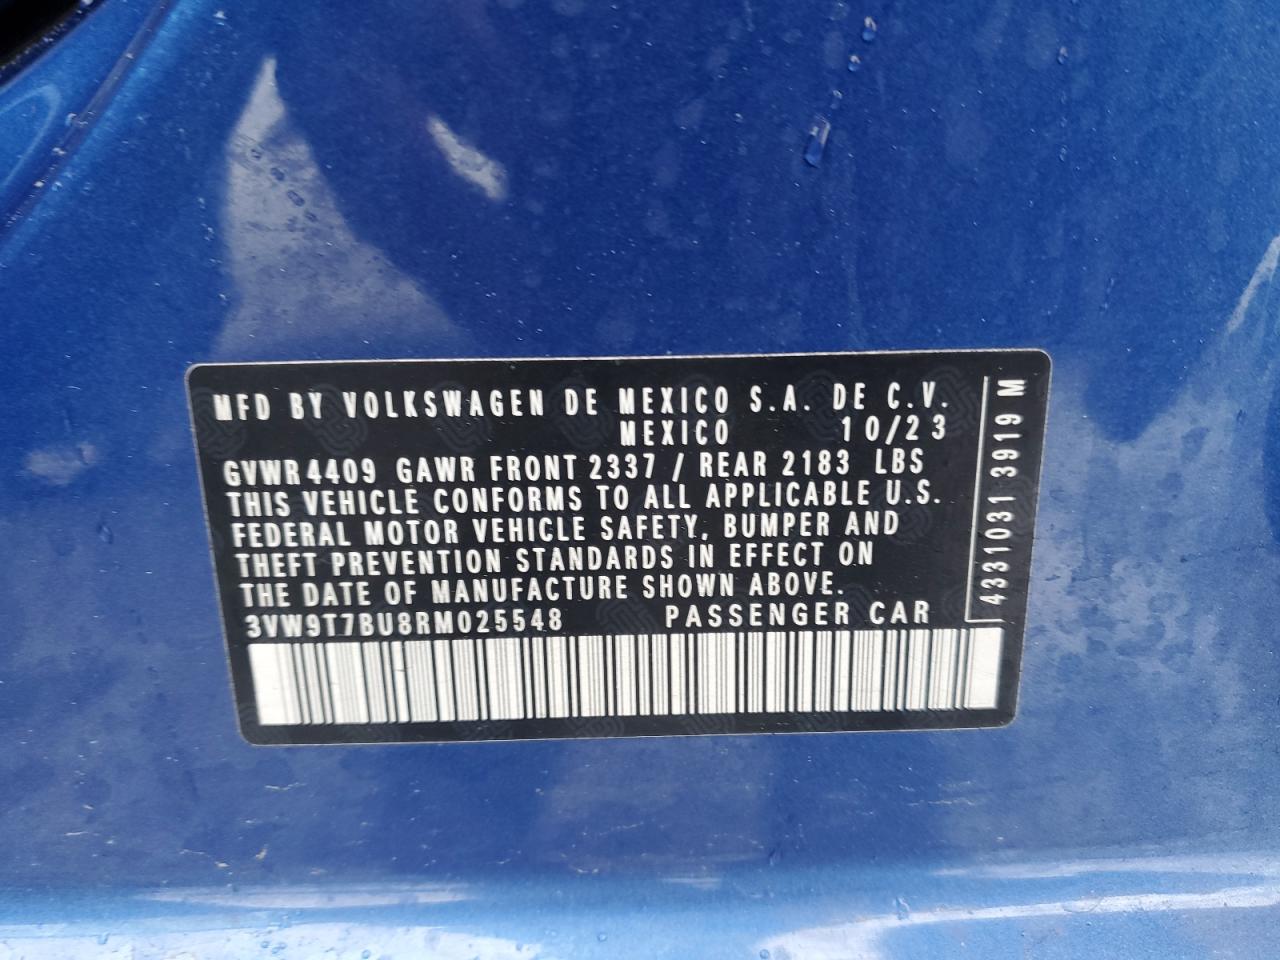 MFD BY VOLKSWAGEN DE MEXICO S.A. DE C.V.
MEXICO 10/23
GVWR 4409 GAWR FRONT 2337 / REAR 2183 LBS
THIS VEHICLE CONFORMS TO ALL APPLICABLE U.S.
FEDERAL MOTOR VEHICLE SAFETY, BUMPER AND
THEFT PREVENTION STANDARDS IN EFFECT ON
THE DATE OF MANUFACTURE SHOWN ABOVE.
3VW9T7BU8RM025548 PASSENGER CAR
4331031 3919 M